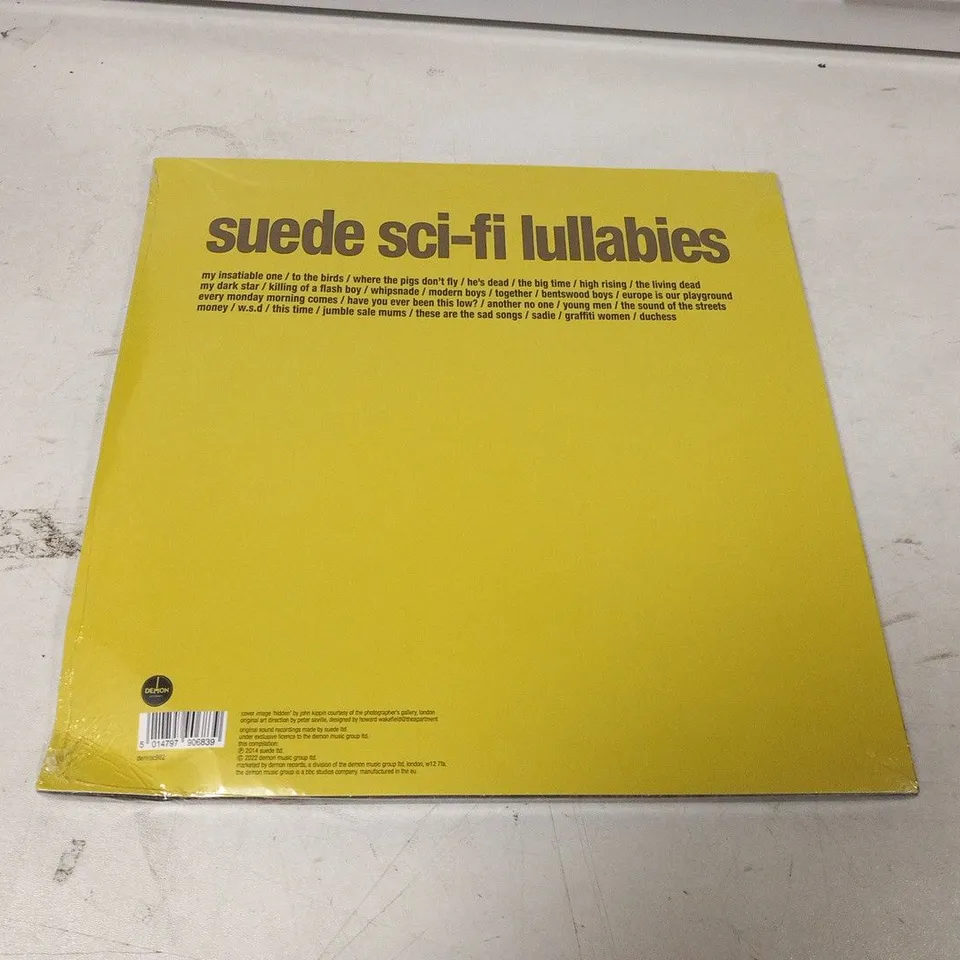 suede sci-fi lullabies
my insatiable one / to the birds / where the pigs don't fly / he's dead / the big time / high rising / the living dead
my dark star / killing of a flash boy / whipsnade / modern boys / together / bentswood boys / europe is our playground
every monday morning comes / have you ever been this low? / another no one / young men / the sound of the streets
money / w.s.d / this time / jumble sale mums / these are the sad songs / sadie / graffiti women / duchess
DEMON
5 014797 906839
cover image 'hidden' by john kippin courtesy of the photographer's gallery, london
original art direction by peter saville, designed by howard wakefield@theapartment
original sound recordings made by suede ltd.
under exclusive licence to the demon music group ltd.
this compilation:
℗ 2014 suede ltd.
© 2022 demon music group ltd.
marketed by demon records, a division of the demon music group ltd, london, w12 7fa.
the demon music group is a bbc studios company. manufactured in the eu